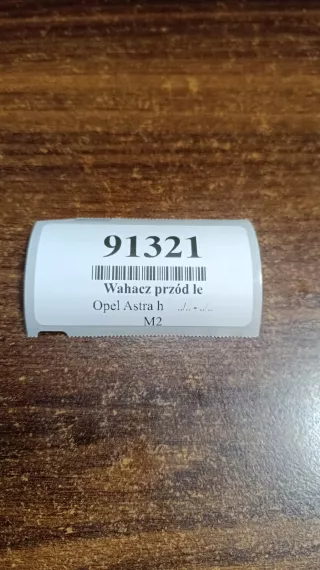 91321
Wahacz przód le
Opel Astra h ../.. - ../..
M2